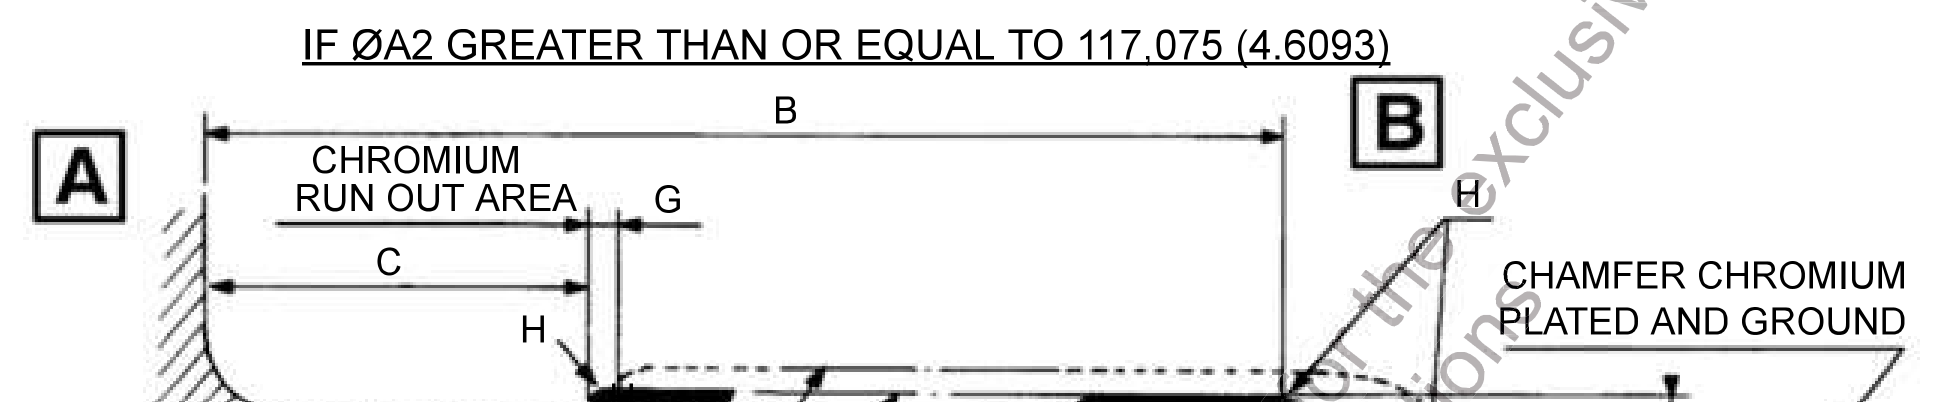 IF ØA2 GREATER THAN OR EQUAL TO 117,075 (4.6093)
A
B
B
CHROMIUM
RUN OUT AREA
G
H
C
CHAMFER CHROMIUM
PLATED AND GROUND
H
or the exclusiv
ions